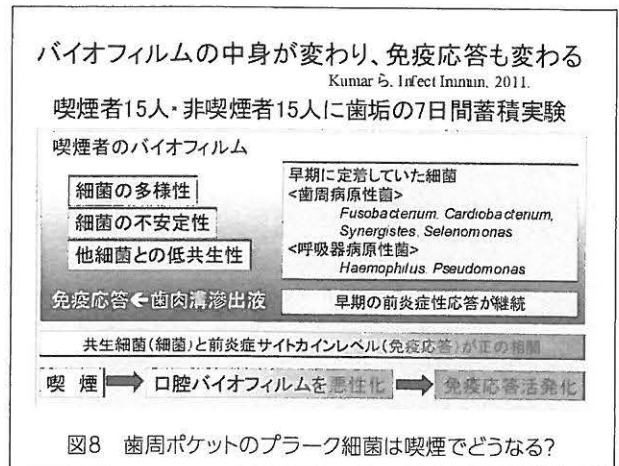 バイオフィルムの中身が変わり、免疫応答も変わる
Kumarら. Infect Immun, 2011.
喫煙者15人・非喫煙者15人に歯垢の7日間蓄積実験
喫煙者のバイオフィルム
細菌の多様性
細菌の不安定性
他細菌との低共生性
早期に定着していた細菌
<歯周病原性菌>
Fusobacterium, Cardiobacterium,
Synergistes, Selenomonas
<呼吸器病原性菌>
Haemophilus, Pseudomonas
免疫応答←歯肉溝滲出液
早期の前炎症性応答が継続
共生細菌(細菌)と前炎症サイトカインレベル(免疫応答)が正の相関
喫煙→口腔バイオフィルムを悪性化→免疫応答活発化
図8 歯周ポケットのプラーク細菌は喫煙でどうなる?